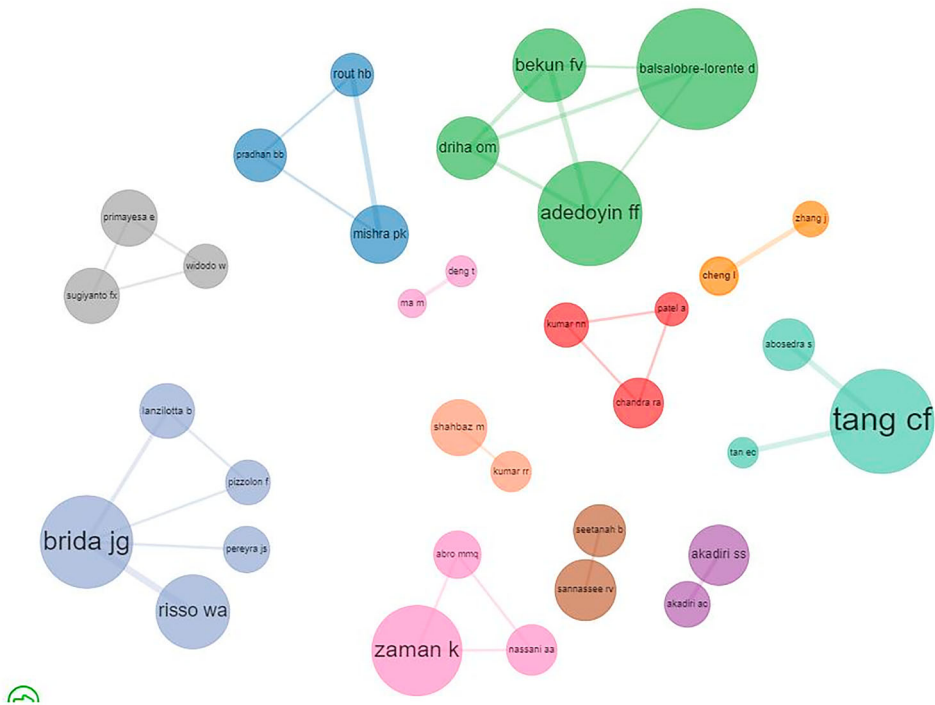 rout hb
bekun fv
balsalobre-lorente d
pradhan bb
driha om
primayesa e
adedoyin ff
zhang j
mishra pk
widodo w
deng t
cheng l
sugiyanto fx
ma m
patel a
kumar nn
abosedra s
chandra ra
lanzilotta b
tang cf
shahbaz m
tan ec
kumar rr
pizzolon f
seetanah b
brida jg
pereyra js
abro mmq
akadiri ss
sannassee rv
akadiri ac
risso wa
zaman k
nassani aa